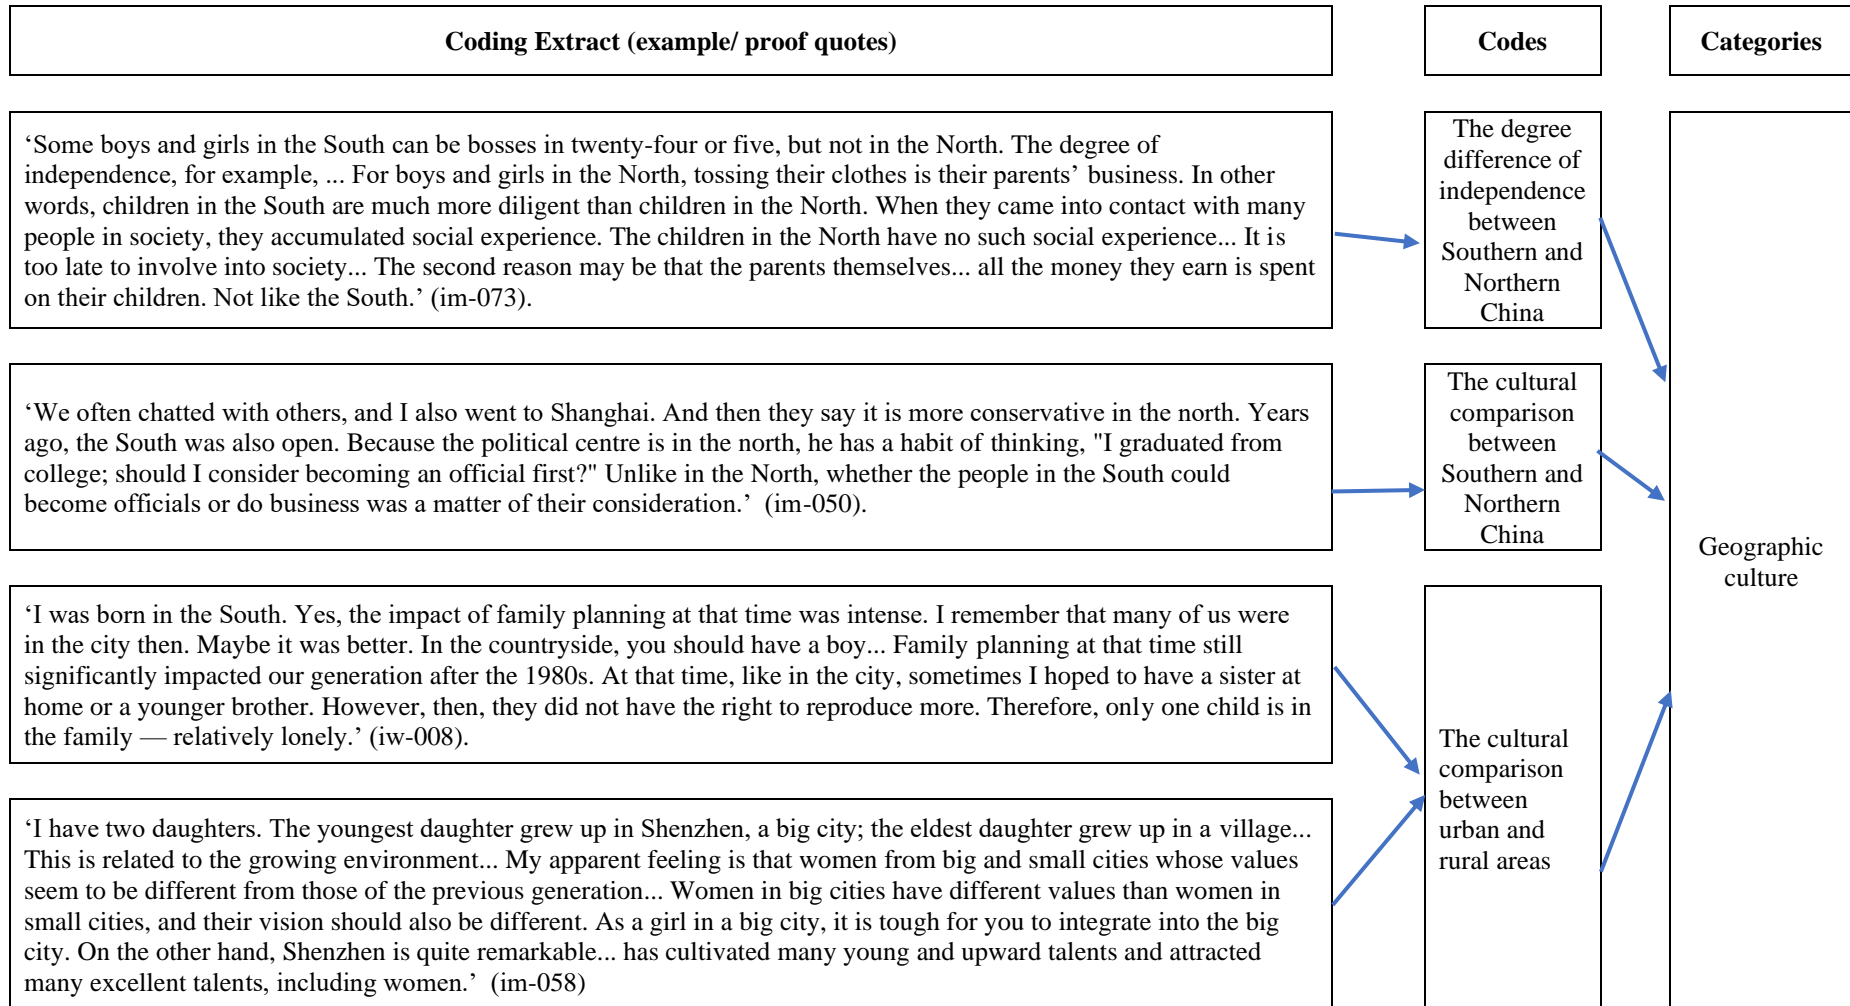 Coding Extract (example/ proof quotes)
Codes
Categories
‘Some boys and girls in the South can be bosses in twenty-four or five, but not in the North. The degree of
independence, for example, ... For boys and girls in the North, tossing their clothes is their parents’ business. In other
words, children in the South are much more diligent than children in the North. When they came into contact with many
people in society, they accumulated social experience. The children in the North have no such social experience... It is
too late to involve into society... The second reason may be that the parents themselves... all the money they earn is spent
on their children. Not like the South.’ (im-073).
The degree
difference of
independence
between
Southern and
Northern
China
‘We often chatted with others, and I also went to Shanghai. And then they say it is more conservative in the north. Years
ago, the South was also open. Because the political centre is in the north, he has a habit of thinking, "I graduated from
college; should I consider becoming an official first?" Unlike in the North, whether the people in the South could
become officials or do business was a matter of their consideration.’ (im-050).
The cultural
comparison
between
Southern and
Northern
China
‘I was born in the South. Yes, the impact of family planning at that time was intense. I remember that many of us were
in the city then. Maybe it was better. In the countryside, you should have a boy... Family planning at that time still
significantly impacted our generation after the 1980s. At that time, like in the city, sometimes I hoped to have a sister at
home or a younger brother. However, then, they did not have the right to reproduce more. Therefore, only one child is in
the family — relatively lonely.’ (iw-008).
‘I have two daughters. The youngest daughter grew up in Shenzhen, a big city; the eldest daughter grew up in a village...
This is related to the growing environment... My apparent feeling is that women from big and small cities whose values
seem to be different from those of the previous generation... Women in big cities have different values than women in
small cities, and their vision should also be different. As a girl in a big city, it is tough for you to integrate into the big
city. On the other hand, Shenzhen is quite remarkable... has cultivated many young and upward talents and attracted
many excellent talents, including women.’ (im-058)
The cultural
comparison
between
urban and
rural areas
Geographic
culture